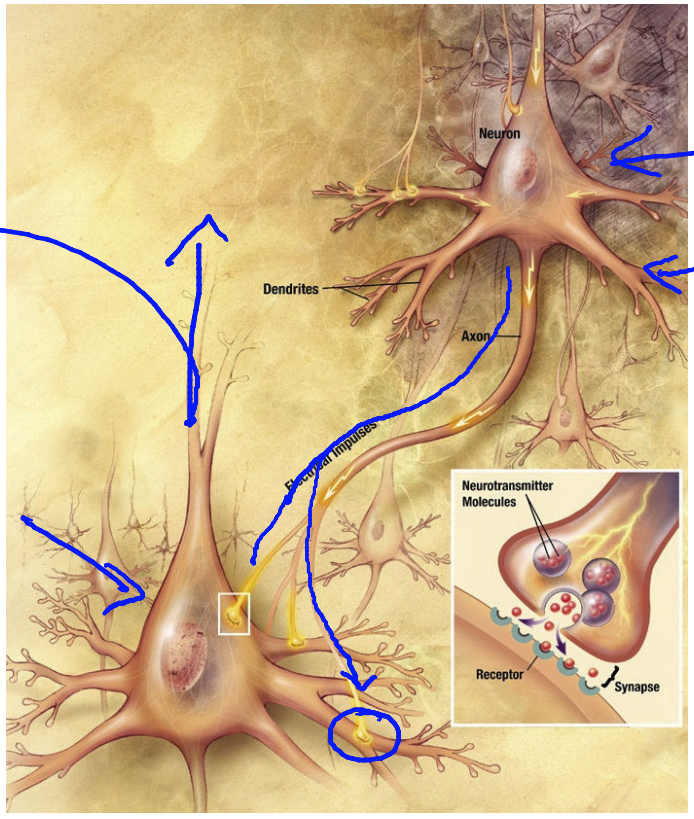 Neuron
Dendrites
Axon
Electrical Impulses
Neurotransmitter
Molecules
Receptor
Synapse